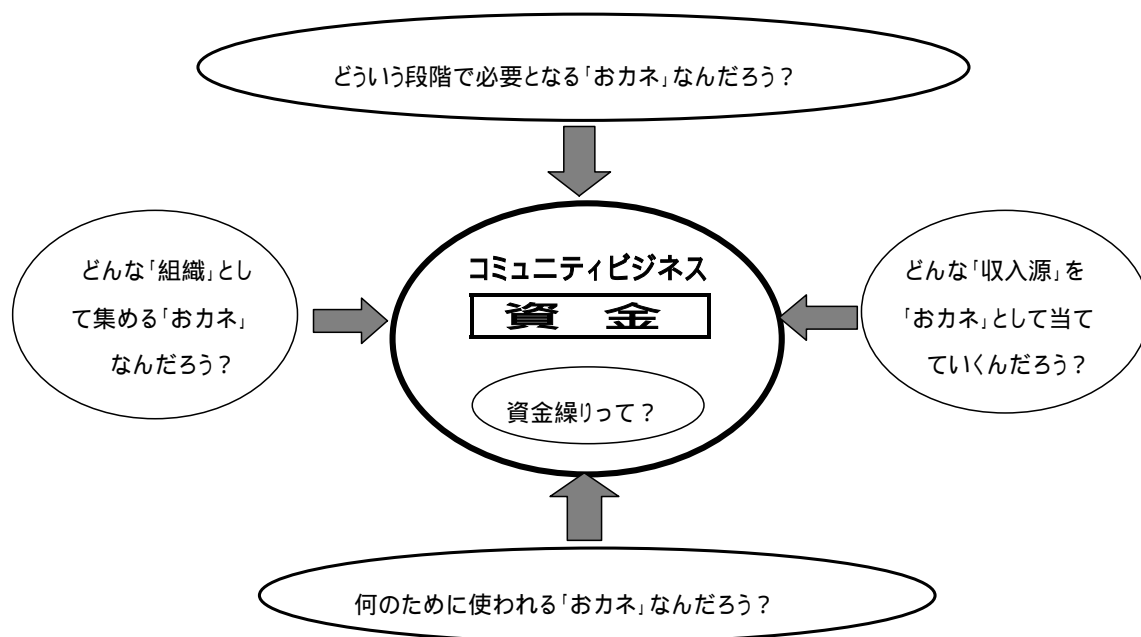 どういう段階で必要となる「おカネ」なんだろう？
どんな「組織」とし
て集める「おカネ」
なんだろう？
コミュニティビジネス
資 金
資金繰りって？
どんな「収入源」を
「おカネ」として当て
ていくんだろう？
何のために使われる「おカネ」なんだろう？